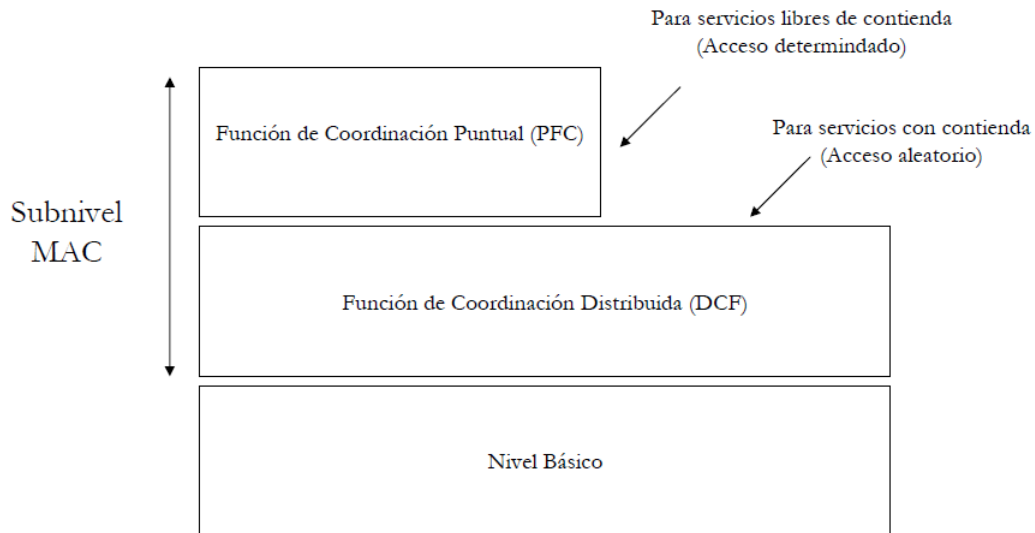 Para servicios libres de contienda
(Acceso determindado)
Función de Coordinación Puntual (PFC)
Para servicios con contienda
(Acceso aleatorio)
Subnivel
MAC
Función de Coordinación Distribuida (DCF)
Nivel Básico